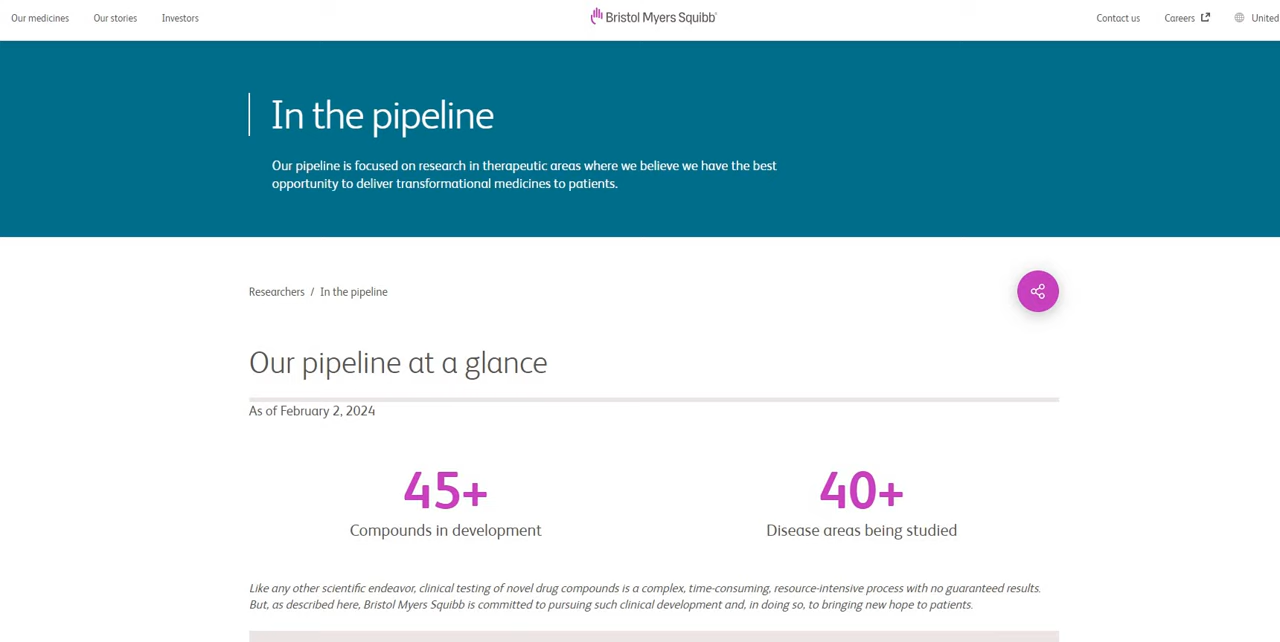 Our medicines Our stories Investors Bristol Myers Squibb Contact us Careers United
In the pipeline
Our pipeline is focused on research in therapeutic areas where we believe we have the best
opportunity to deliver transformational medicines to patients.
Researchers / In the pipeline
Our pipeline at a glance
As of February 2, 2024
45+ 40+
Compounds in development Disease areas being studied
Like any other scientific endeavor, clinical testing of novel drug compounds is a complex, time-consuming, resource-intensive process with no guaranteed results.
But, as described here, Bristol Myers Squibb is committed to pursuing such clinical development and, in doing so, to bringing new hope to patients.